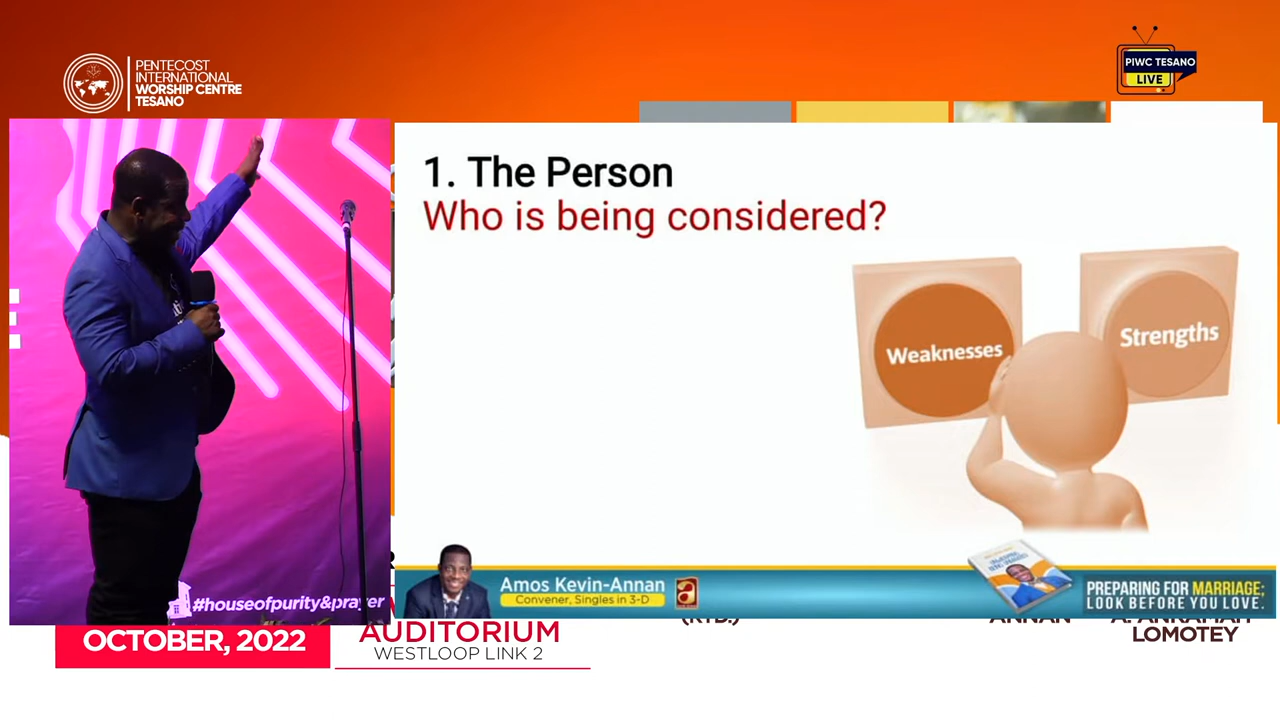 PENTECOST
INTERNATIONAL
WORSHIP CENTRE
TESANO
PIWC TESANO
LIVE
1. The Person
Who is being considered?
Weaknesses
Strengths
#houseofpurity&prayer
Amos Kevin-Annan
Convener, Singles in 3-D
PREPARING FOR MARRIAGE;
LOOK BEFORE YOU LOVE.
OCTOBER, 2022
AUDITORIUM
WESTLOOP LINK 2
(RTD.)
ANNAN
A. ANKAMAH
LOMOTEY